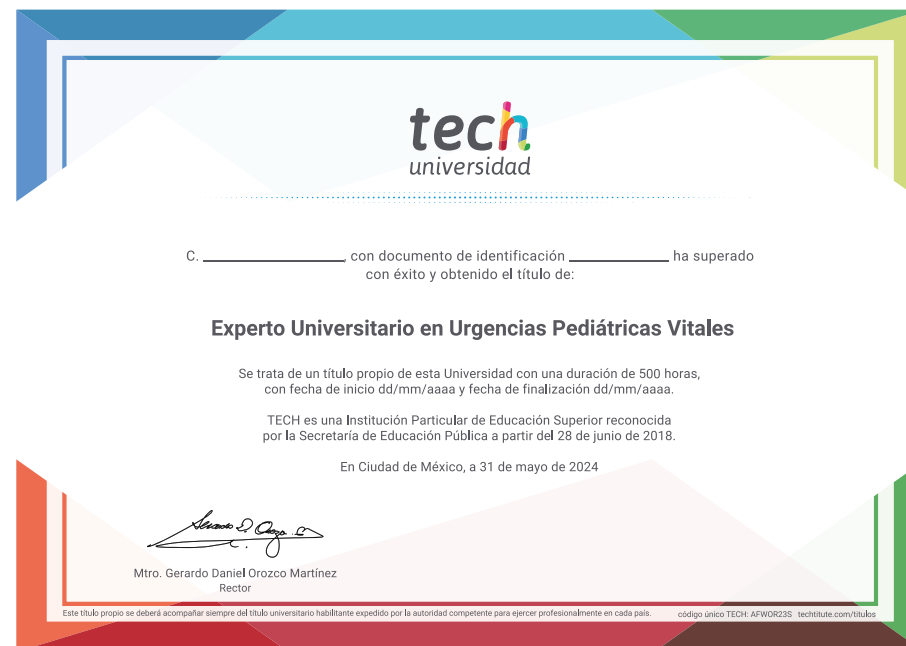 tech
universidad
C. ____________________, con documento de identificación ______________ ha superado
con éxito y obtenido el título de:
Experto Universitario en Urgencias Pediátricas Vitales
Se trata de un título propio de esta Universidad con una duración de 500 horas,
con fecha de inicio dd/mm/aaaa y fecha de finalización dd/mm/aaaa.
TECH es una Institución Particular de Educación Superior reconocida
por la Secretaría de Educación Pública a partir del 28 de junio de 2018.
En Ciudad de México, a 31 de mayo de 2024
Mtro. Gerardo Daniel Orozco Martínez
Rector
Este título propio se deberá acompañar siempre del título universitario habilitante expedido por la autoridad competente para ejercer profesionalmente en cada país.
código único TECH: AFWOR23S techtitute.com/titulos